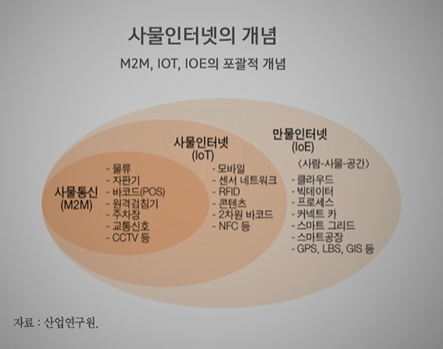 사물인터넷의 개념
M2M, IOT, IOE의 포괄적 개념
사물통신
(M2M)
- 물류
- 자판기
- 바코드(POS)
- 원격검침기
- 주차장
- 교통신호
- CCTV 등
사물인터넷
(IoT)
- 모바일
- 센서 네트워크
- RFID
- 콘텐츠
- 2차원 바코드
- NFC 등
만물인터넷
(IoE)
〈사람-사물-공간〉
- 클라우드
- 빅데이터
- 프로세스
- 커넥트 카
- 스마트 그리드
- 스마트공장
- GPS, LBS, GIS 등
자료 : 산업연구원.